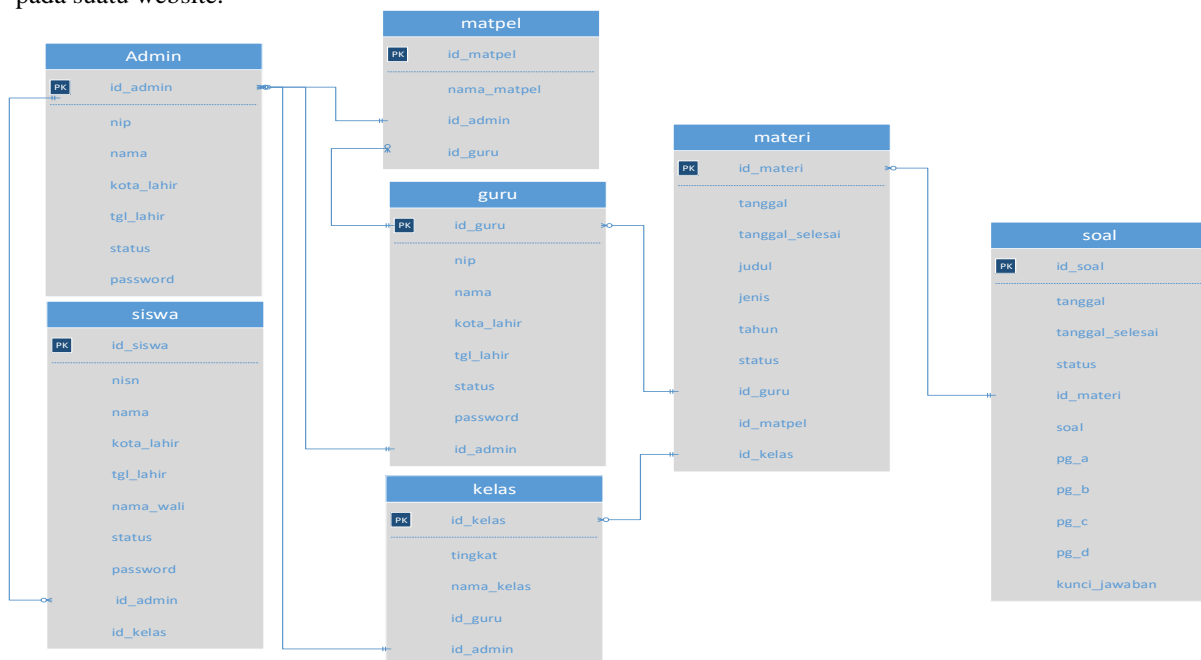 pada suatu website.
Admin
PK id_admin
nip
nama
kota_lahir
tgl_lahir
status
password
siswa
PK id_siswa
nisn
nama
kota_lahir
tgl_lahir
nama_wali
status
password
id_admin
id_kelas
matpel
PK id_matpel
nama_matpel
id_admin
id_guru
guru
PK id_guru
nip
nama
kota_lahir
tgl_lahir
status
password
id_admin
kelas
PK id_kelas
tingkat
nama_kelas
id_guru
id_admin
materi
PK id_materi
tanggal
tanggal_selesai
judul
jenis
tahun
status
id_guru
id_matpel
id_kelas
soal
PK id_soal
tanggal
tanggal_selesai
status
id_materi
soal
pg_a
pg_b
pg_c
pg_d
kunci_jawaban